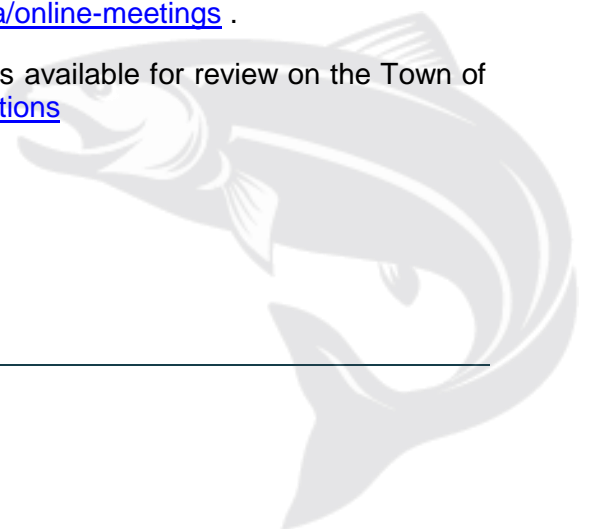 a/online-meetings .
s available for review on the Town of
tions